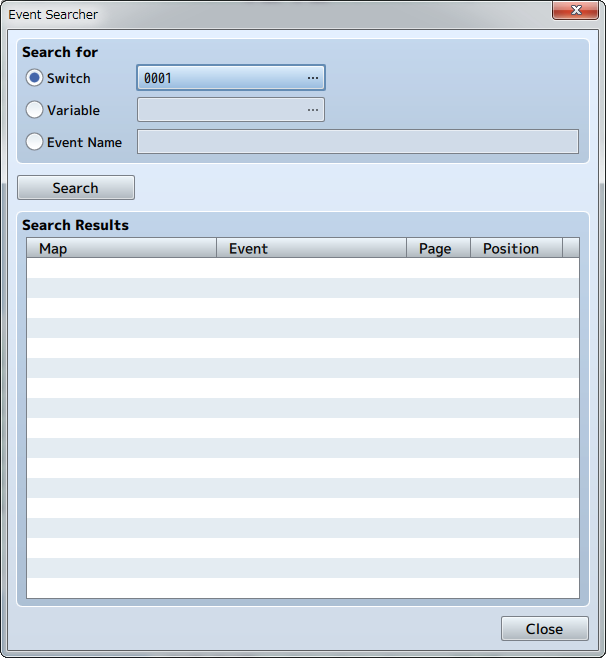 Event Searcher
Search for
Switch 0001 ...
Variable ...
Event Name
Search
Search Results
Map Event Page Position
Close